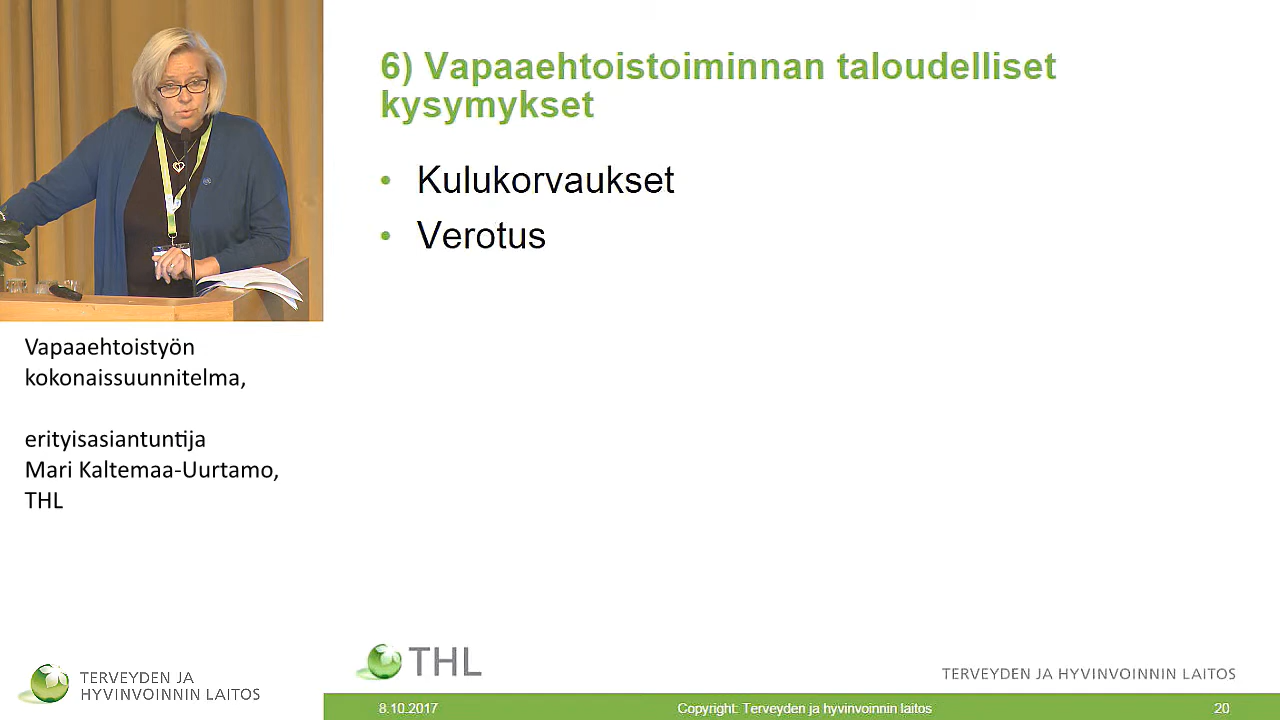 6) Vapaaehtoistoiminnan taloudelliset
kysymykset
• Kulukorvaukset
• Verotus
Vapaaehtoistyön
kokonaissuunnitelma,
erityisasiantuntija
Mari Kaltemaa-Uurtamo,
THL
TERVEYDEN JA
HYVINVOINNIN LAITOS
THL
TERVEYDEN JA HYVINVOINNIN LAITOS
8.10.2017
Copyright: Terveyden ja hyvinvoinnin laitos
20